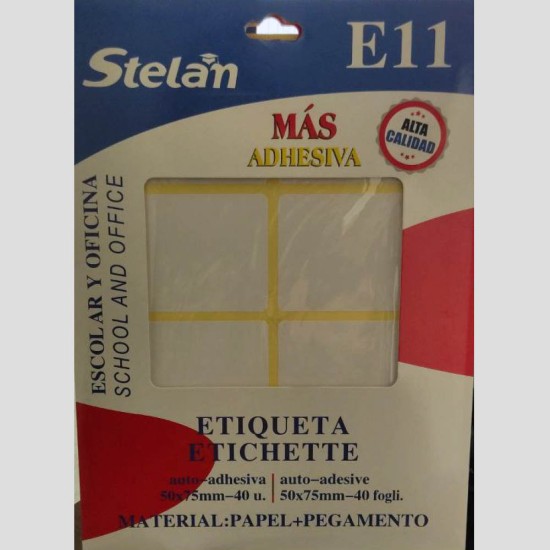 Stelan
E11
MÁS
ADHESIVA
ALTA
CALIDAD
ESCOLAR Y OFICINA
SCHOOL AND OFFICE
ETIQUETA
ETICHETTE
auto-adhesiva | auto-adesive
50x75mm-40 u. | 50x75mm-40 fogli.
MATERIAL:PAPEL+PEGAMENTO